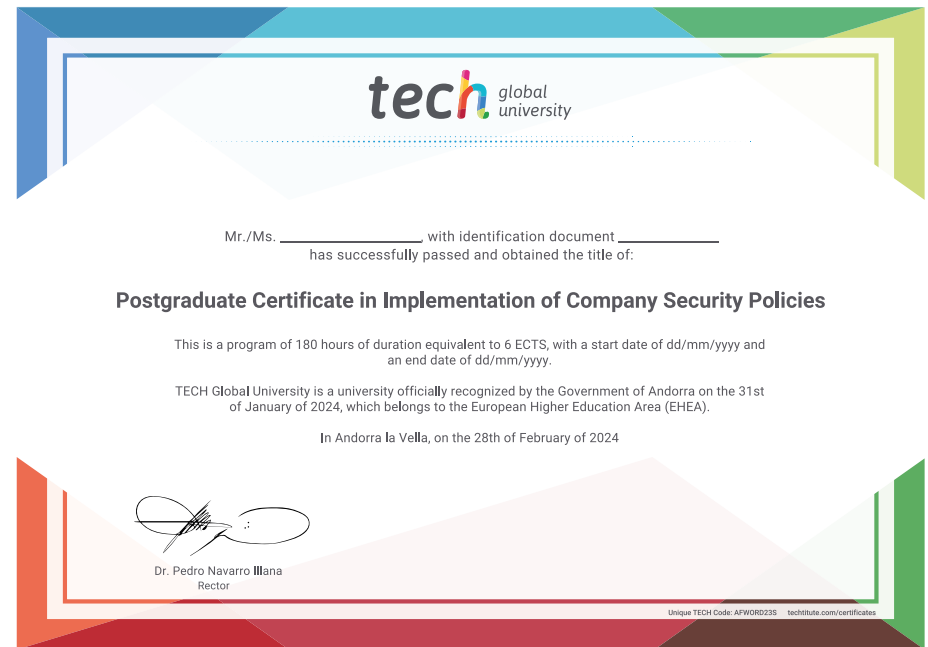 tech global university
Mr./Ms. ____________________, with identification document ______________
has successfully passed and obtained the title of:
Postgraduate Certificate in Implementation of Company Security Policies
This is a program of 180 hours of duration equivalent to 6 ECTS, with a start date of dd/mm/yyyy and
an end date of dd/mm/yyyy.
TECH Global University is a university officially recognized by the Government of Andorra on the 31st
of January of 2024, which belongs to the European Higher Education Area (EHEA).
In Andorra la Vella, on the 28th of February of 2024
Dr. Pedro Navarro Illana
Rector
Unique TECH Code: AFWORD23S techtitute.com/certificates